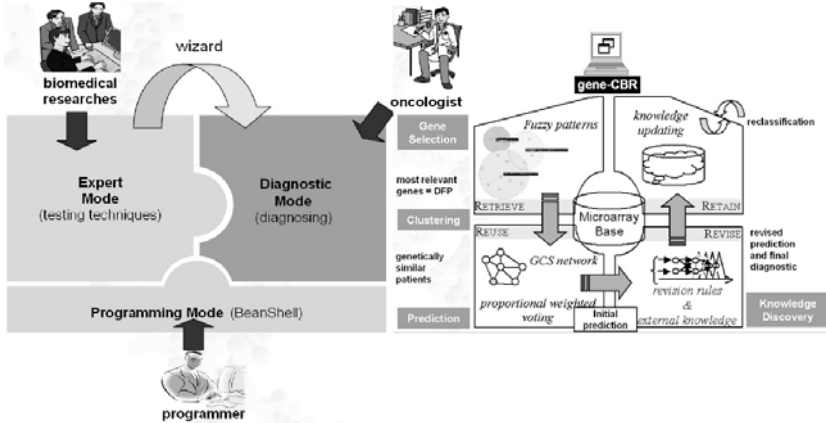 wizard
biomedical
researches
oncologist
Expert
Mode
(testing techniques)
Diagnostic
Mode
(diagnosing)
Programming Mode (BeanShell)
programmer
gene-CBR
Gene
Selection
most relevant
genes = DFP
Clustering
genetically
similar
patients
Prediction
Fuzzy patterns
RETRIEVE
knowledge
updating
RETAIN
reclassification
Microarray
Base
REUSE
GCS network
proportional weighted
voting
Initial
prediction
REVISE
revision rules
&
external knowledge
revised
prediction
and final
diagnostic
Knowledge
Discovery